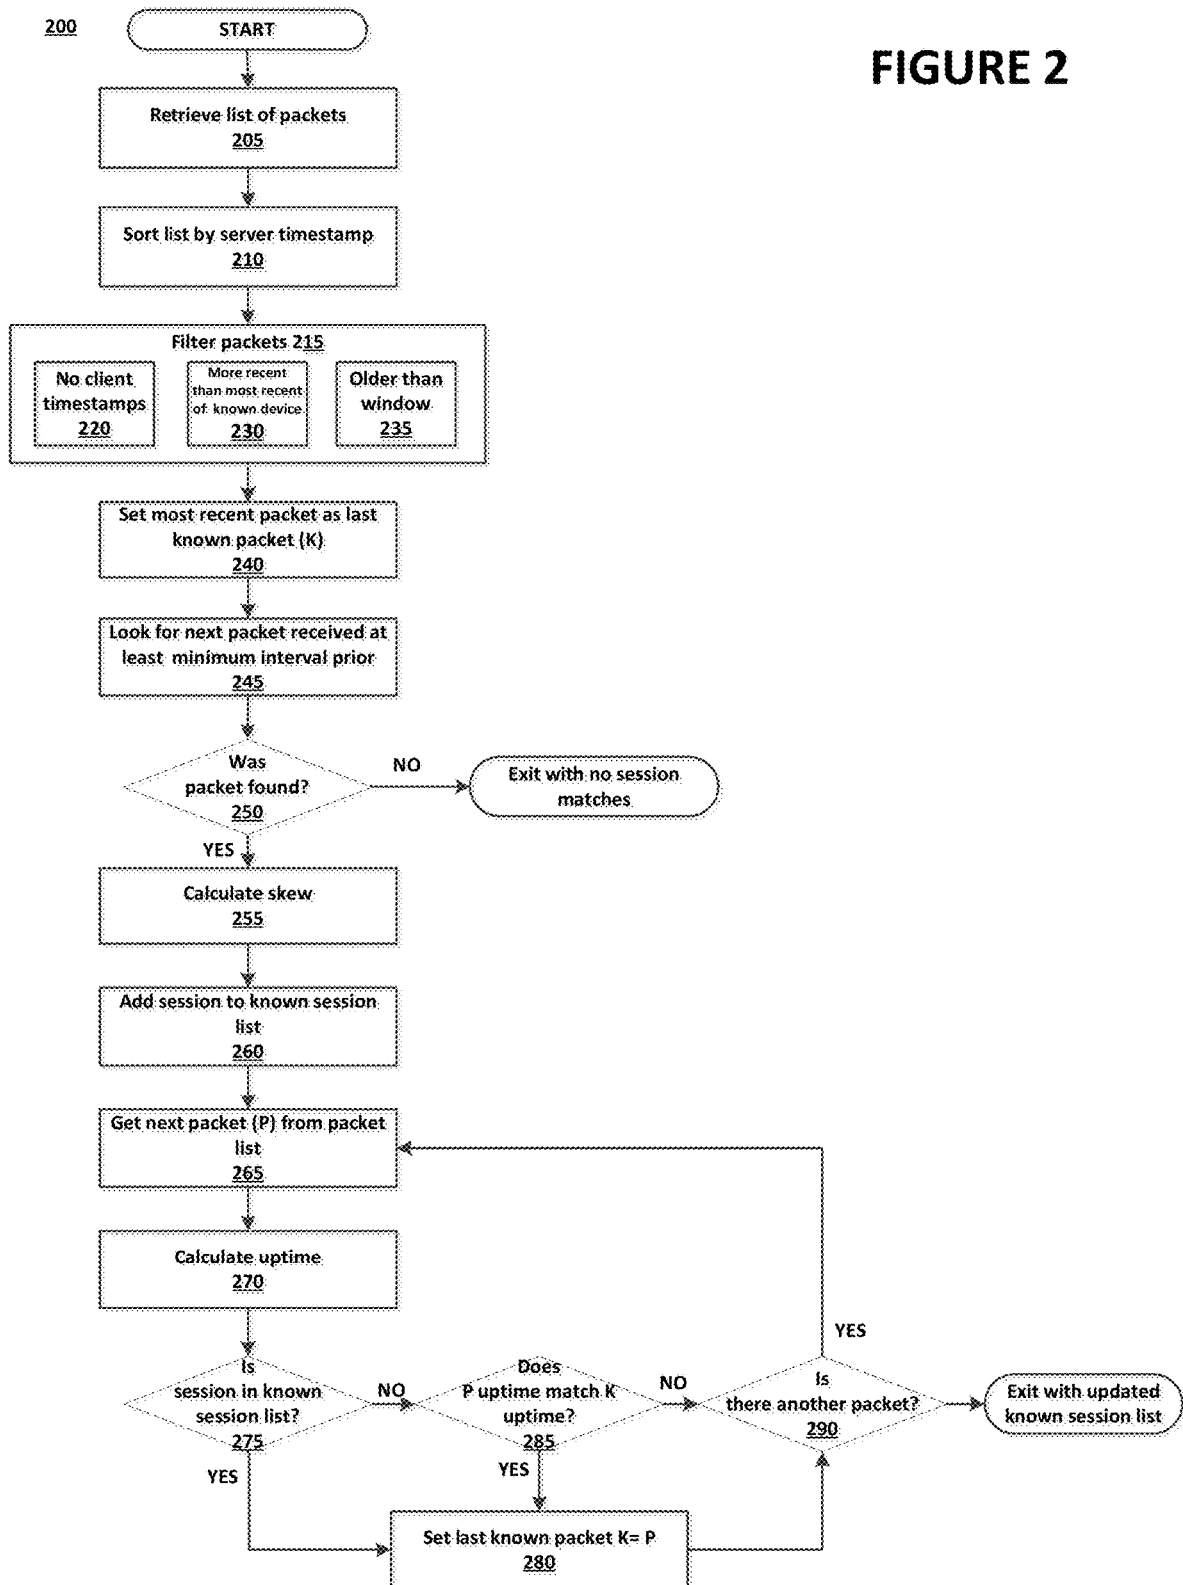 200
START
FIGURE 2
Retrieve list of packets
205
Sort list by server timestamp
210
Filter packets 215
No client
timestamps
220
More recent
than most recent
of known device
230
Older than
window
235
Set most recent packet as last
known packet (K)
240
Look for next packet received at
least minimum interval prior
245
Was
packet found?
250
NO
Exit with no session
matches
YES
Calculate skew
255
Add session to known session
list
260
Get next packet (P) from packet
list
265
Calculate uptime
270
Is
session in known
session list?
275
NO
Does
P uptime match K
uptime?
285
NO
YES
Is
there another packet?
290
Exit with updated
known session list
YES
YES
Set last known packet K= P
280